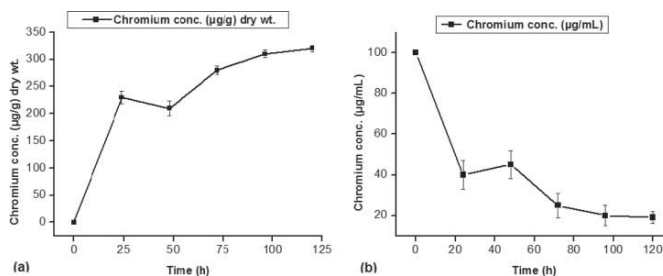 Chromium conc. (µg/g) dry wt.
Chromium conc. (µg/g) dry wt.
350
300
250
200
150
100
50
0
0 25 50 75 100 125
Time (h)
(a)
Chromium conc. (µg/mL)
Chromium conc. (µg/mL)
100
80
60
40
20
0 20 40 60 80 100 120
Time (h)
(b)